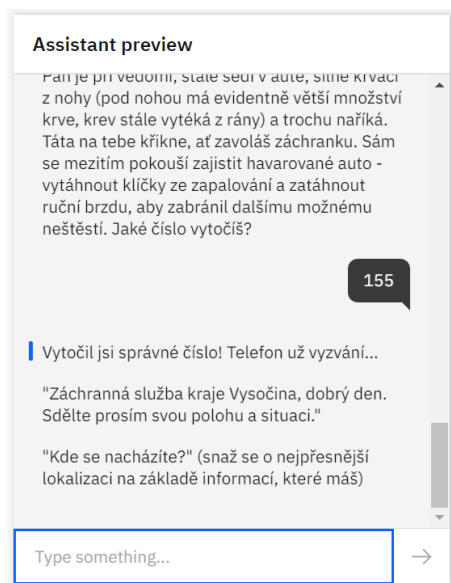 Assistant preview
Pán je při vědomí, stále sedí v autě, silně krvácí
z nohy (pod nohou má evidentně větší množství
krve, krev stále vytéká z rány) a trochu naříká.
Táta na tebe křikne, ať zavoláš záchranku. Sám
se mezitím pokouší zajistit havarované auto -
vytáhnout klíčky ze zapalování a zatáhnout
ruční brzdu, aby zabránil dalšímu možnému
neštěstí. Jaké číslo vytočíš?
155
Vytočil jsi správné číslo! Telefon už vyzvání...
"Záchranná služba kraje Vysočina, dobrý den.
Sdělte prosím svou polohu a situaci."
"Kde se nacházíte?" (snaž se o nejpřesnější
lokalizaci na základě informací, které máš)
Type something...